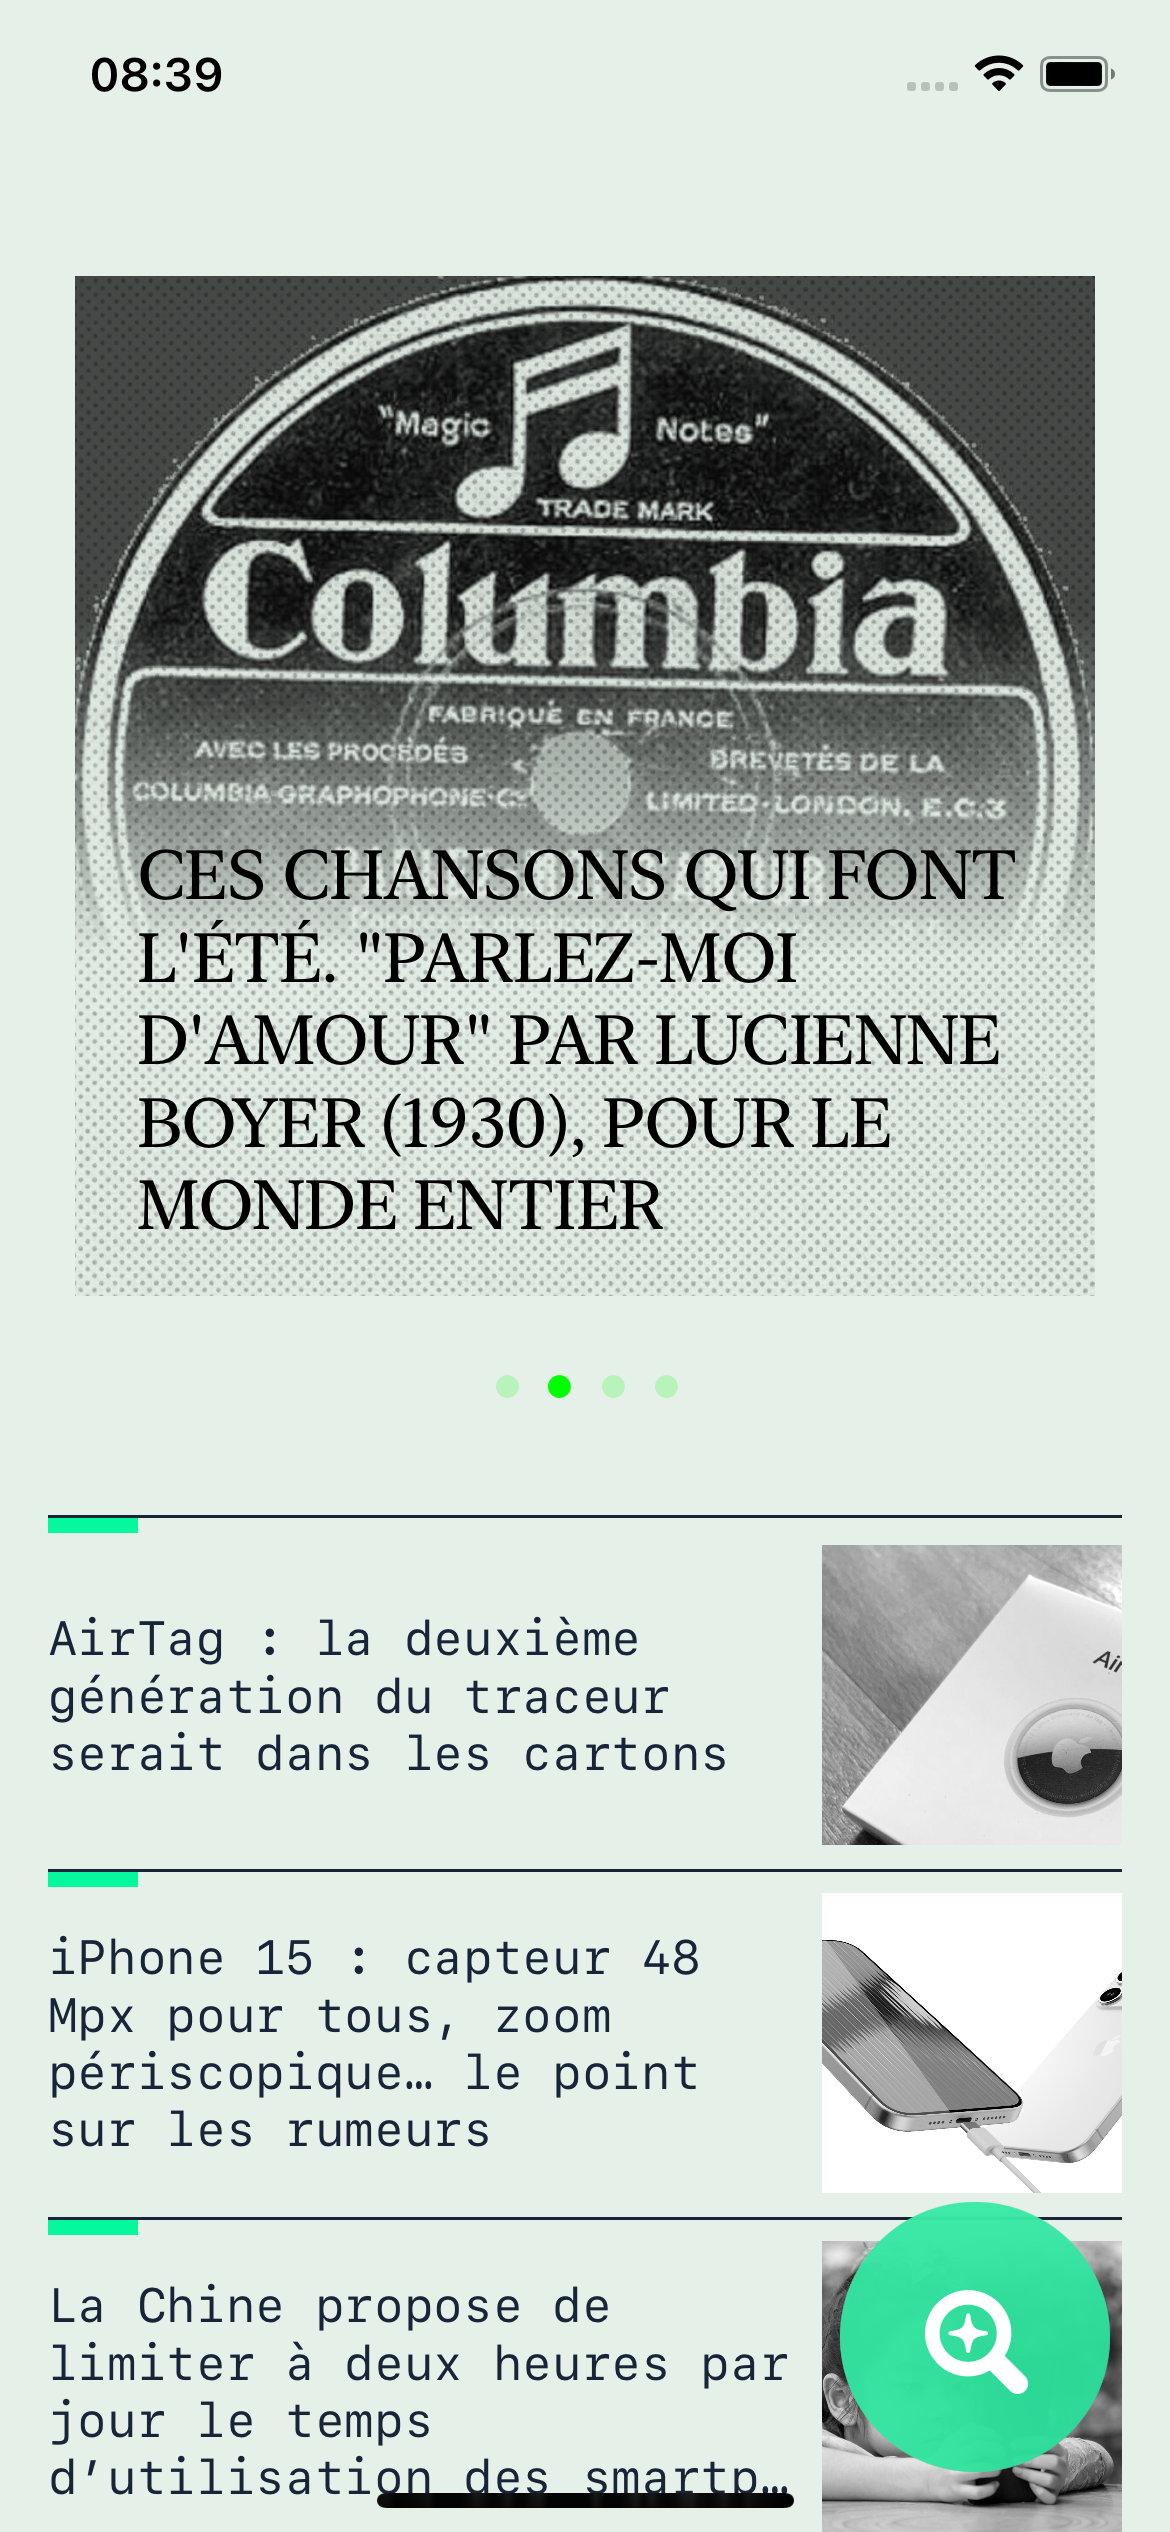 08:39
"Magic Notes"
TRADE MARK
Columbia
FABRIQUÉ EN FRANCE
AVEC LES PROCÉDÉS BREVETÉS DE LA
COLUMBIA GRAPHOPHONE Cy LIMITED·LONDON, E.C.3
CES CHANSONS QUI FONT
L'ÉTÉ. "PARLEZ-MOI
D'AMOUR" PAR LUCIENNE
BOYER (1930), POUR LE
MONDE ENTIER
AirTag : la deuxième
génération du traceur
serait dans les cartons
Air
iPhone 15 : capteur 48
Mpx pour tous, zoom
périscopique… le point
sur les rumeurs
La Chine propose de
limiter à deux heures par
jour le temps
d’utilisation des smartp…